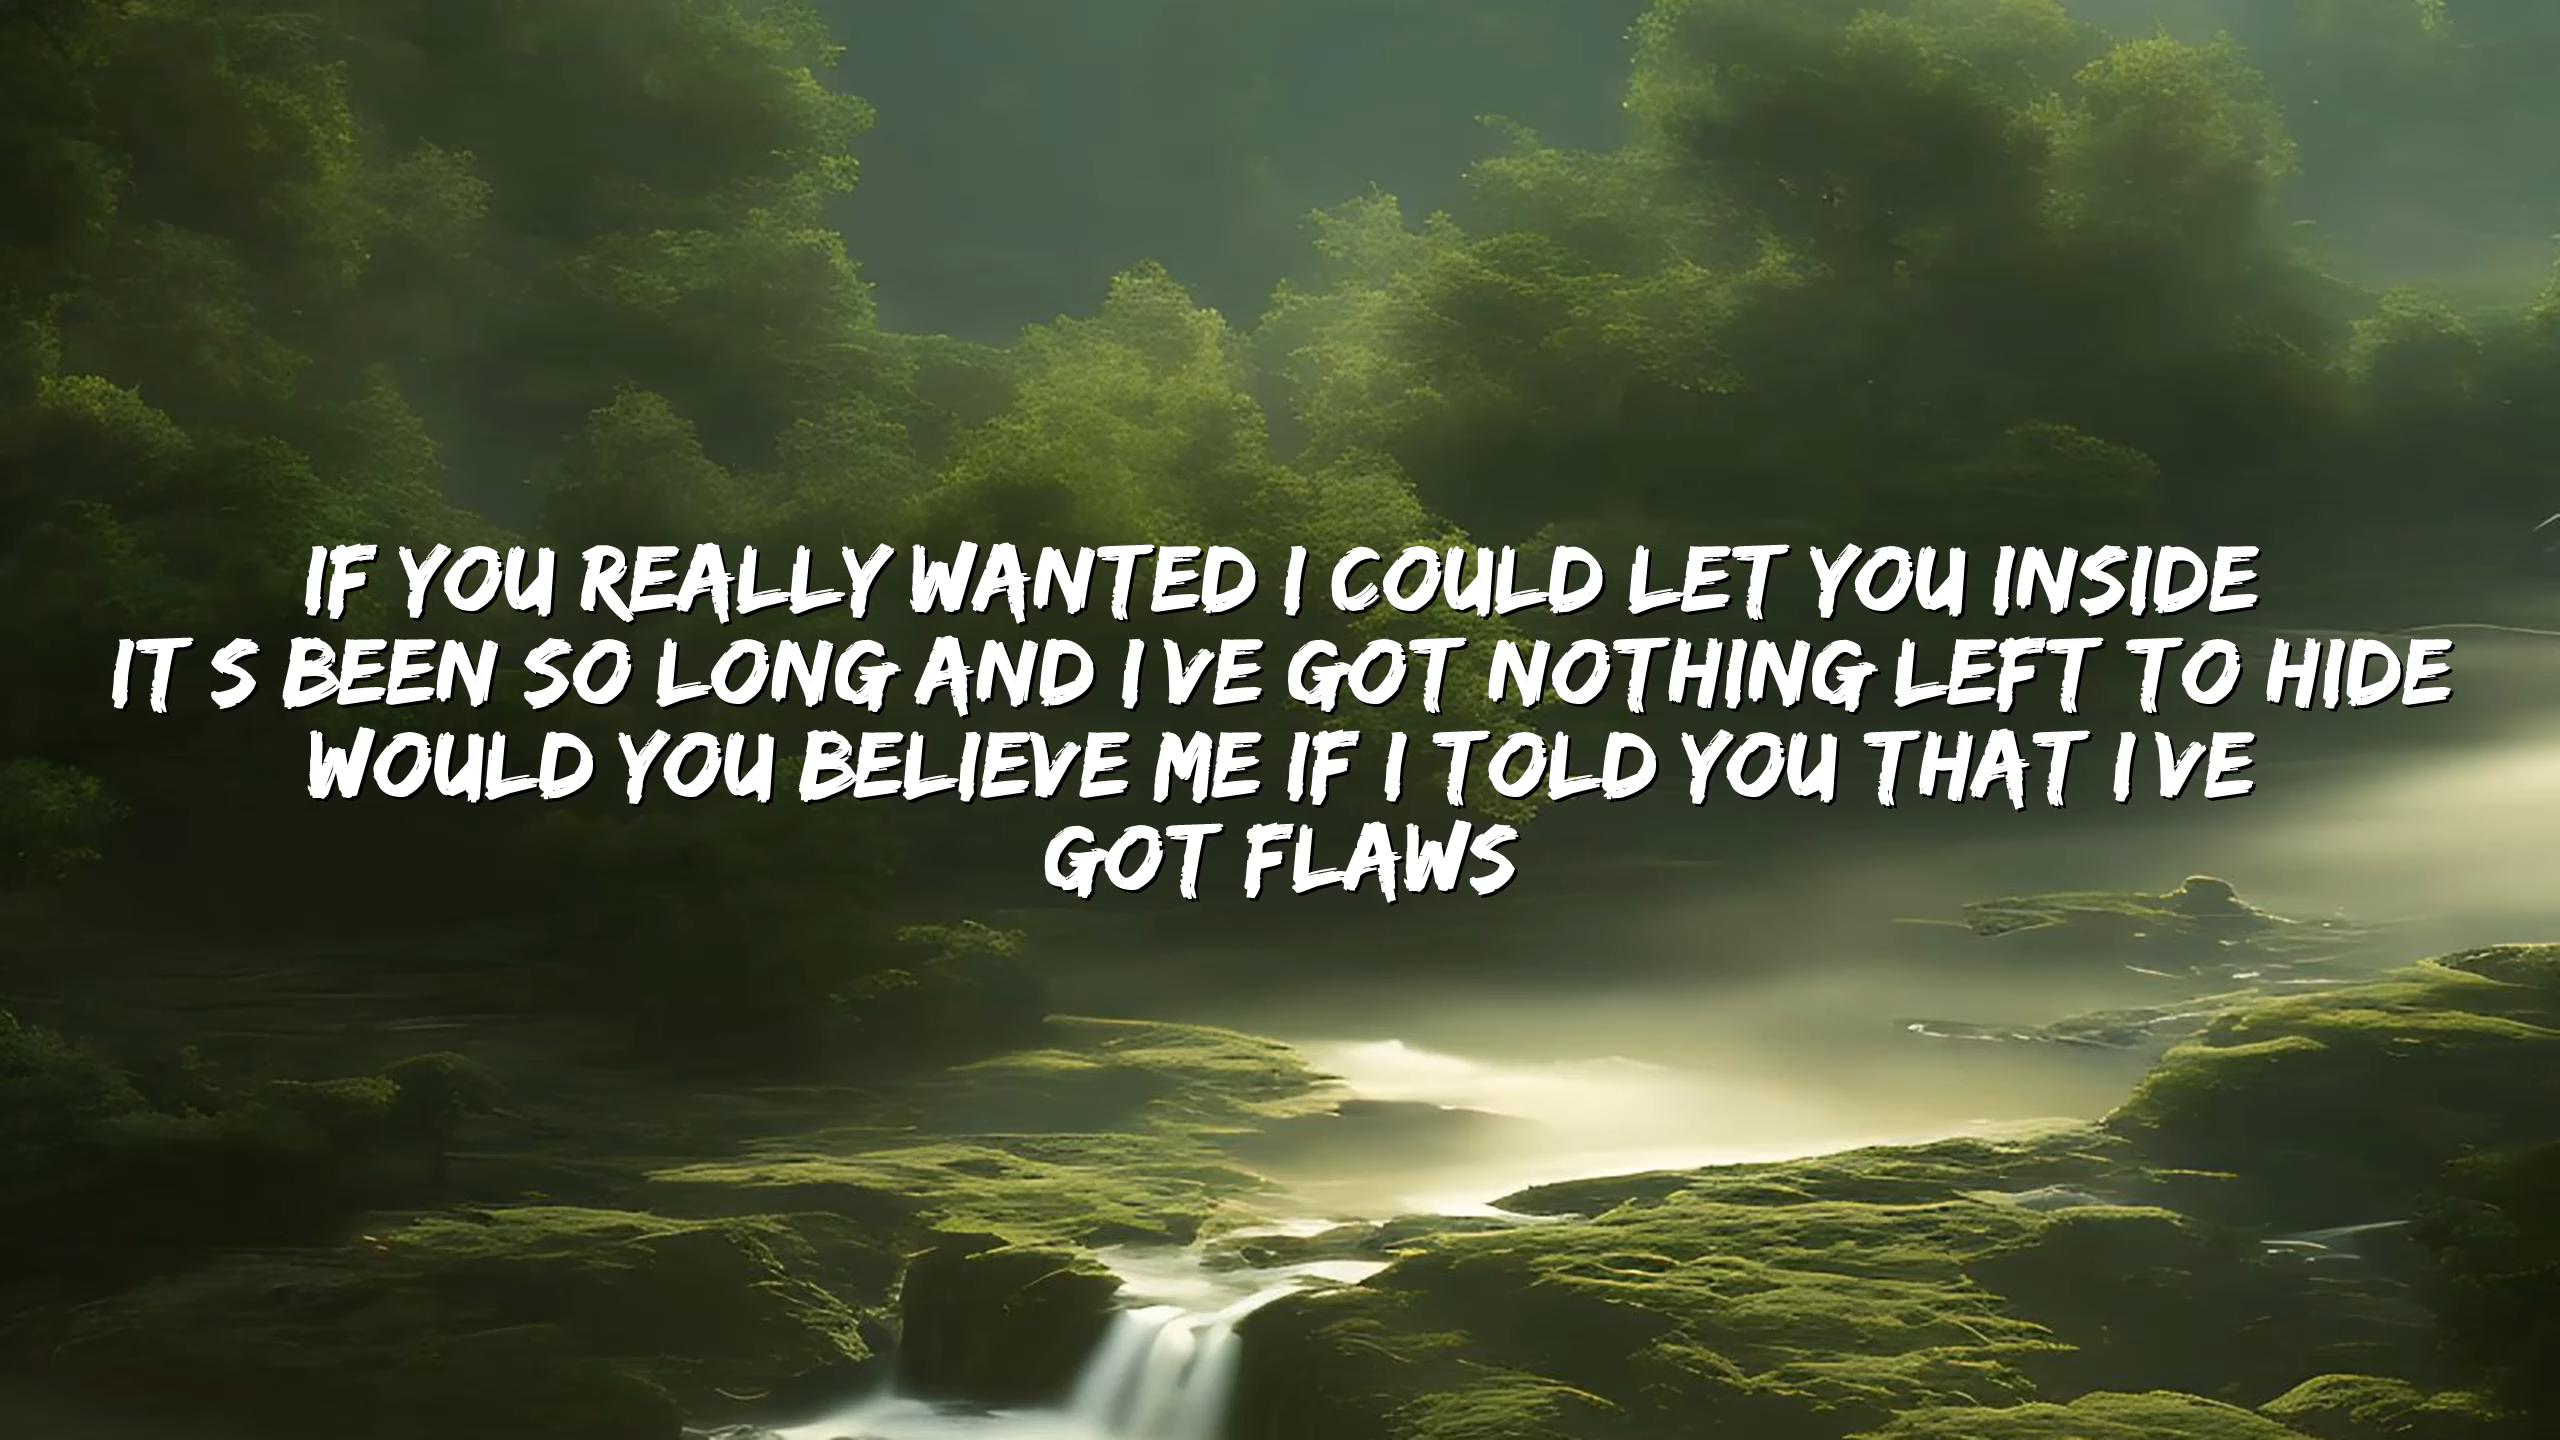 IF YOU REALLY WANTED I COULD LET YOU INSIDE
IT S BEEN SO LONG AND I VE GOT NOTHING LEFT TO HIDE
WOULD YOU BELIEVE ME IF I TOLD YOU THAT I VE
GOT FLAWS